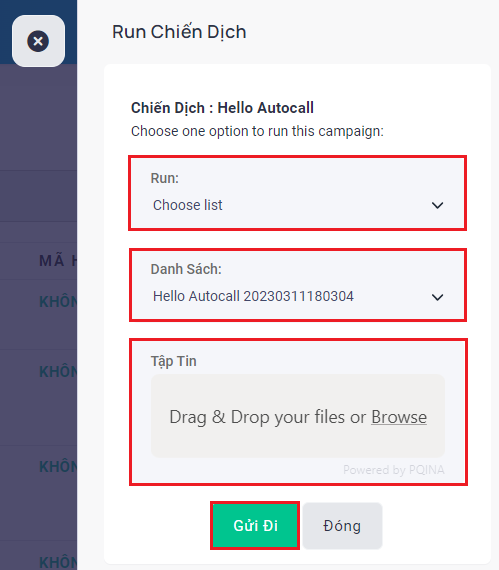 Run Chiến Dịch
Chiến Dịch : Hello Autocall
Choose one option to run this campaign:
Run:
Choose list
Danh Sách:
Hello Autocall 20230311180304
Tập Tin
Drag & Drop your files or Browse
Powered by PQINA
Gửi Đi
Đóng
MÃ H
KHÔN
KHÔN
KHÔN
KHÔN